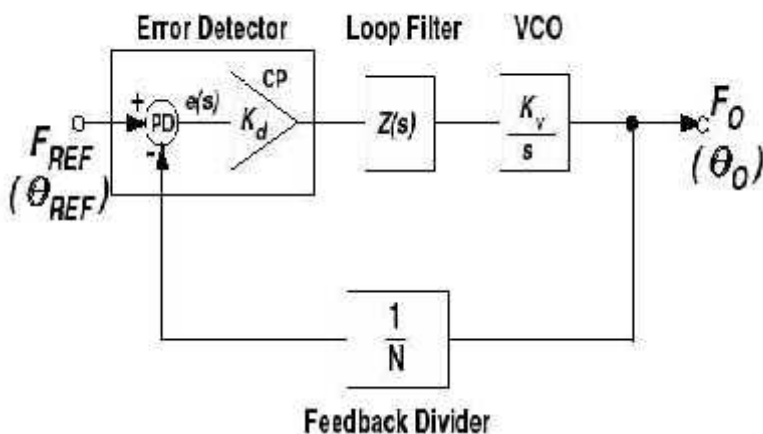 Error Detector
Loop Filter
VCO
CP
+
PD
e(s)
K_d
-
Z(s)
K_v
s
F_REF
(θ_REF)
F_O
(θ_O)
1
N
Feedback Divider